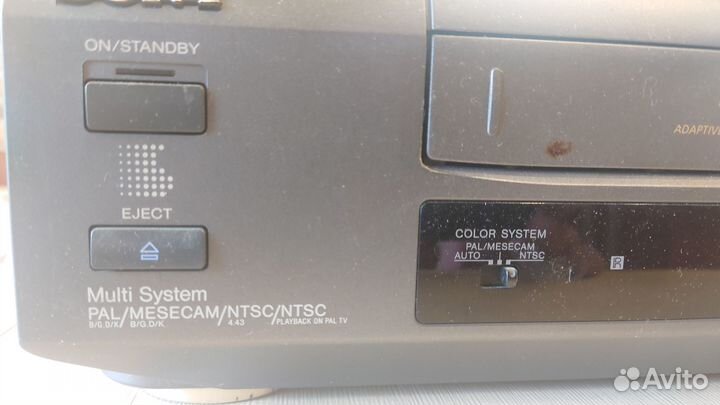 SONY
ON/STANDBY
EJECT
Multi System
PAL/MESECAM/NTSC/NTSC
B/G,D/K B/G,D/K 4:43 PLAYBACK ON PAL TV
ADAPTIVE
COLOR SYSTEM
PAL/MESECAM
AUTO NTSC
R
Avito